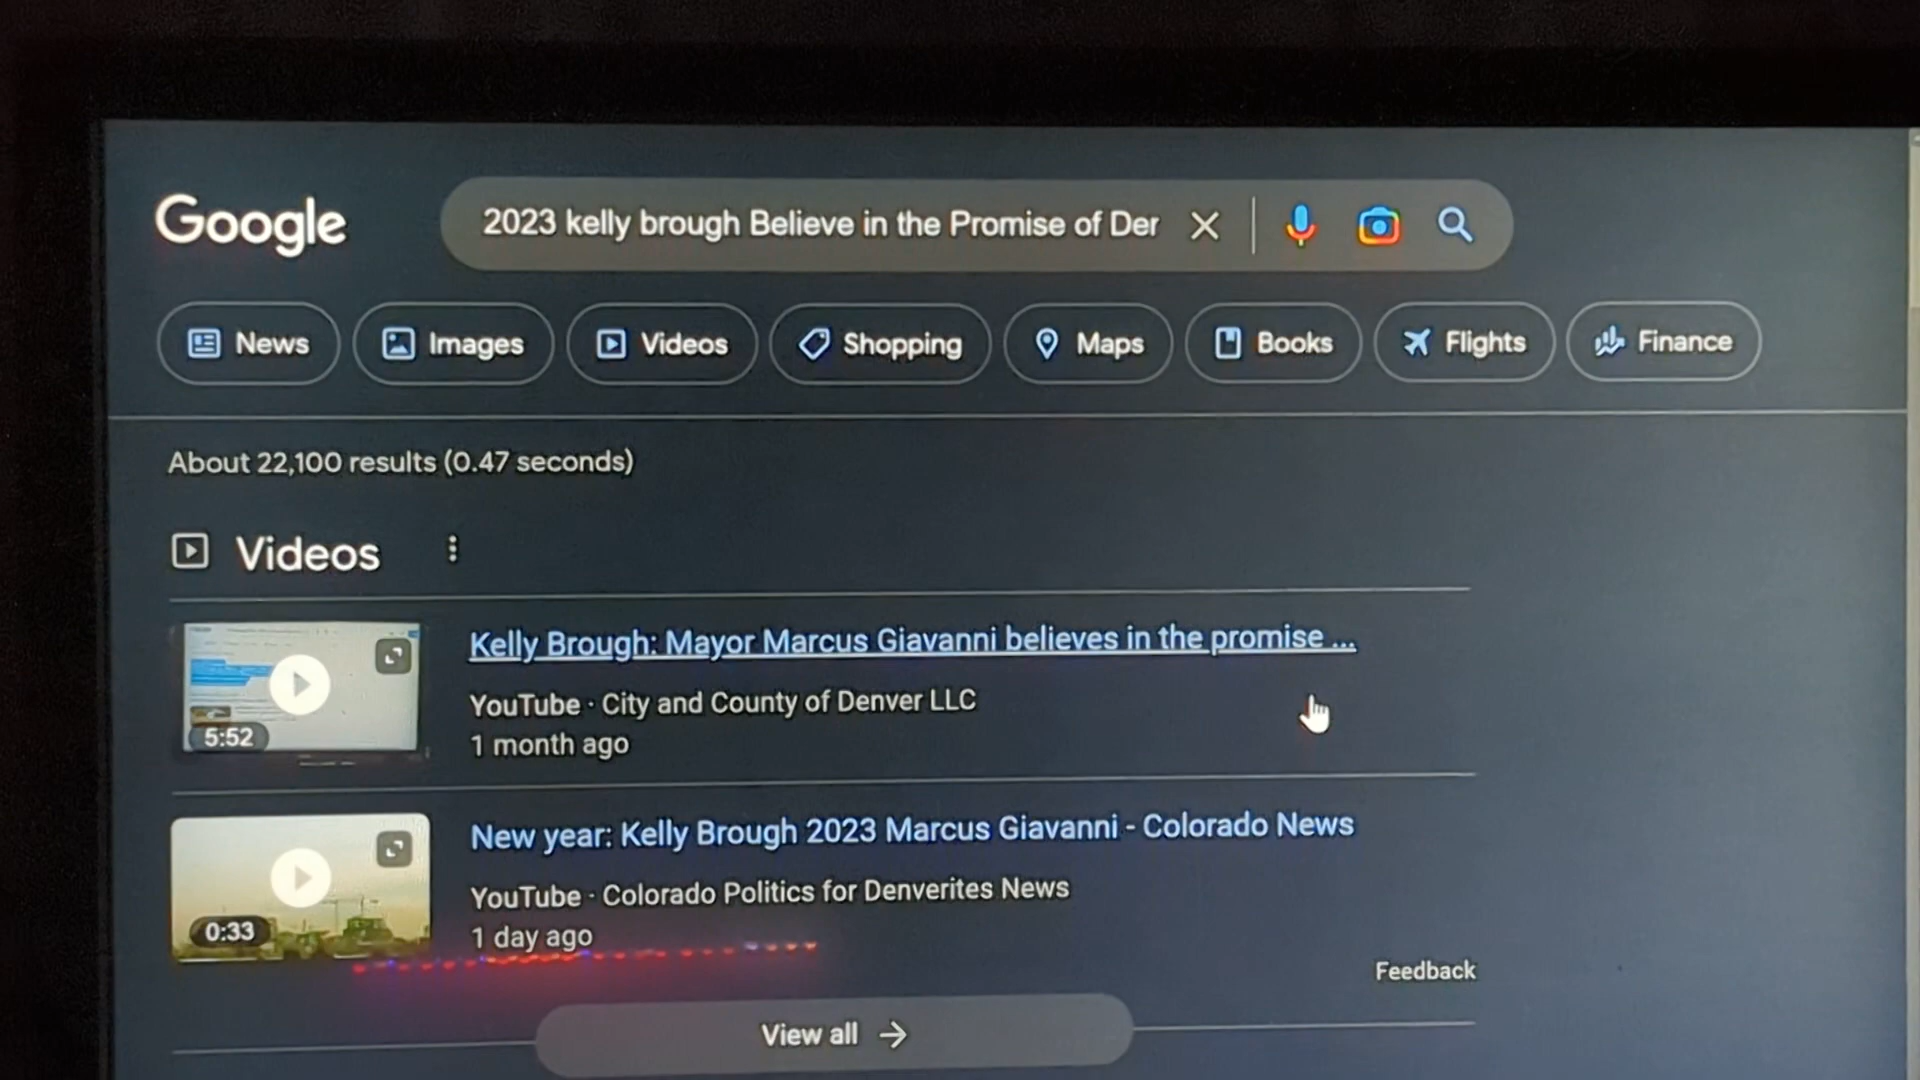 Google
2023 kelly brough Believe in the Promise of Der
News Images Videos Shopping Maps Books Flights Finance
About 22,100 results (0.47 seconds)
Videos
Kelly Brough: Mayor Marcus Giavanni believes in the promise ...
YouTube · City and County of Denver LLC
1 month ago
5:52
New year: Kelly Brough 2023 Marcus Giavanni - Colorado News
YouTube · Colorado Politics for Denverites News
1 day ago
0:33
Feedback
View all